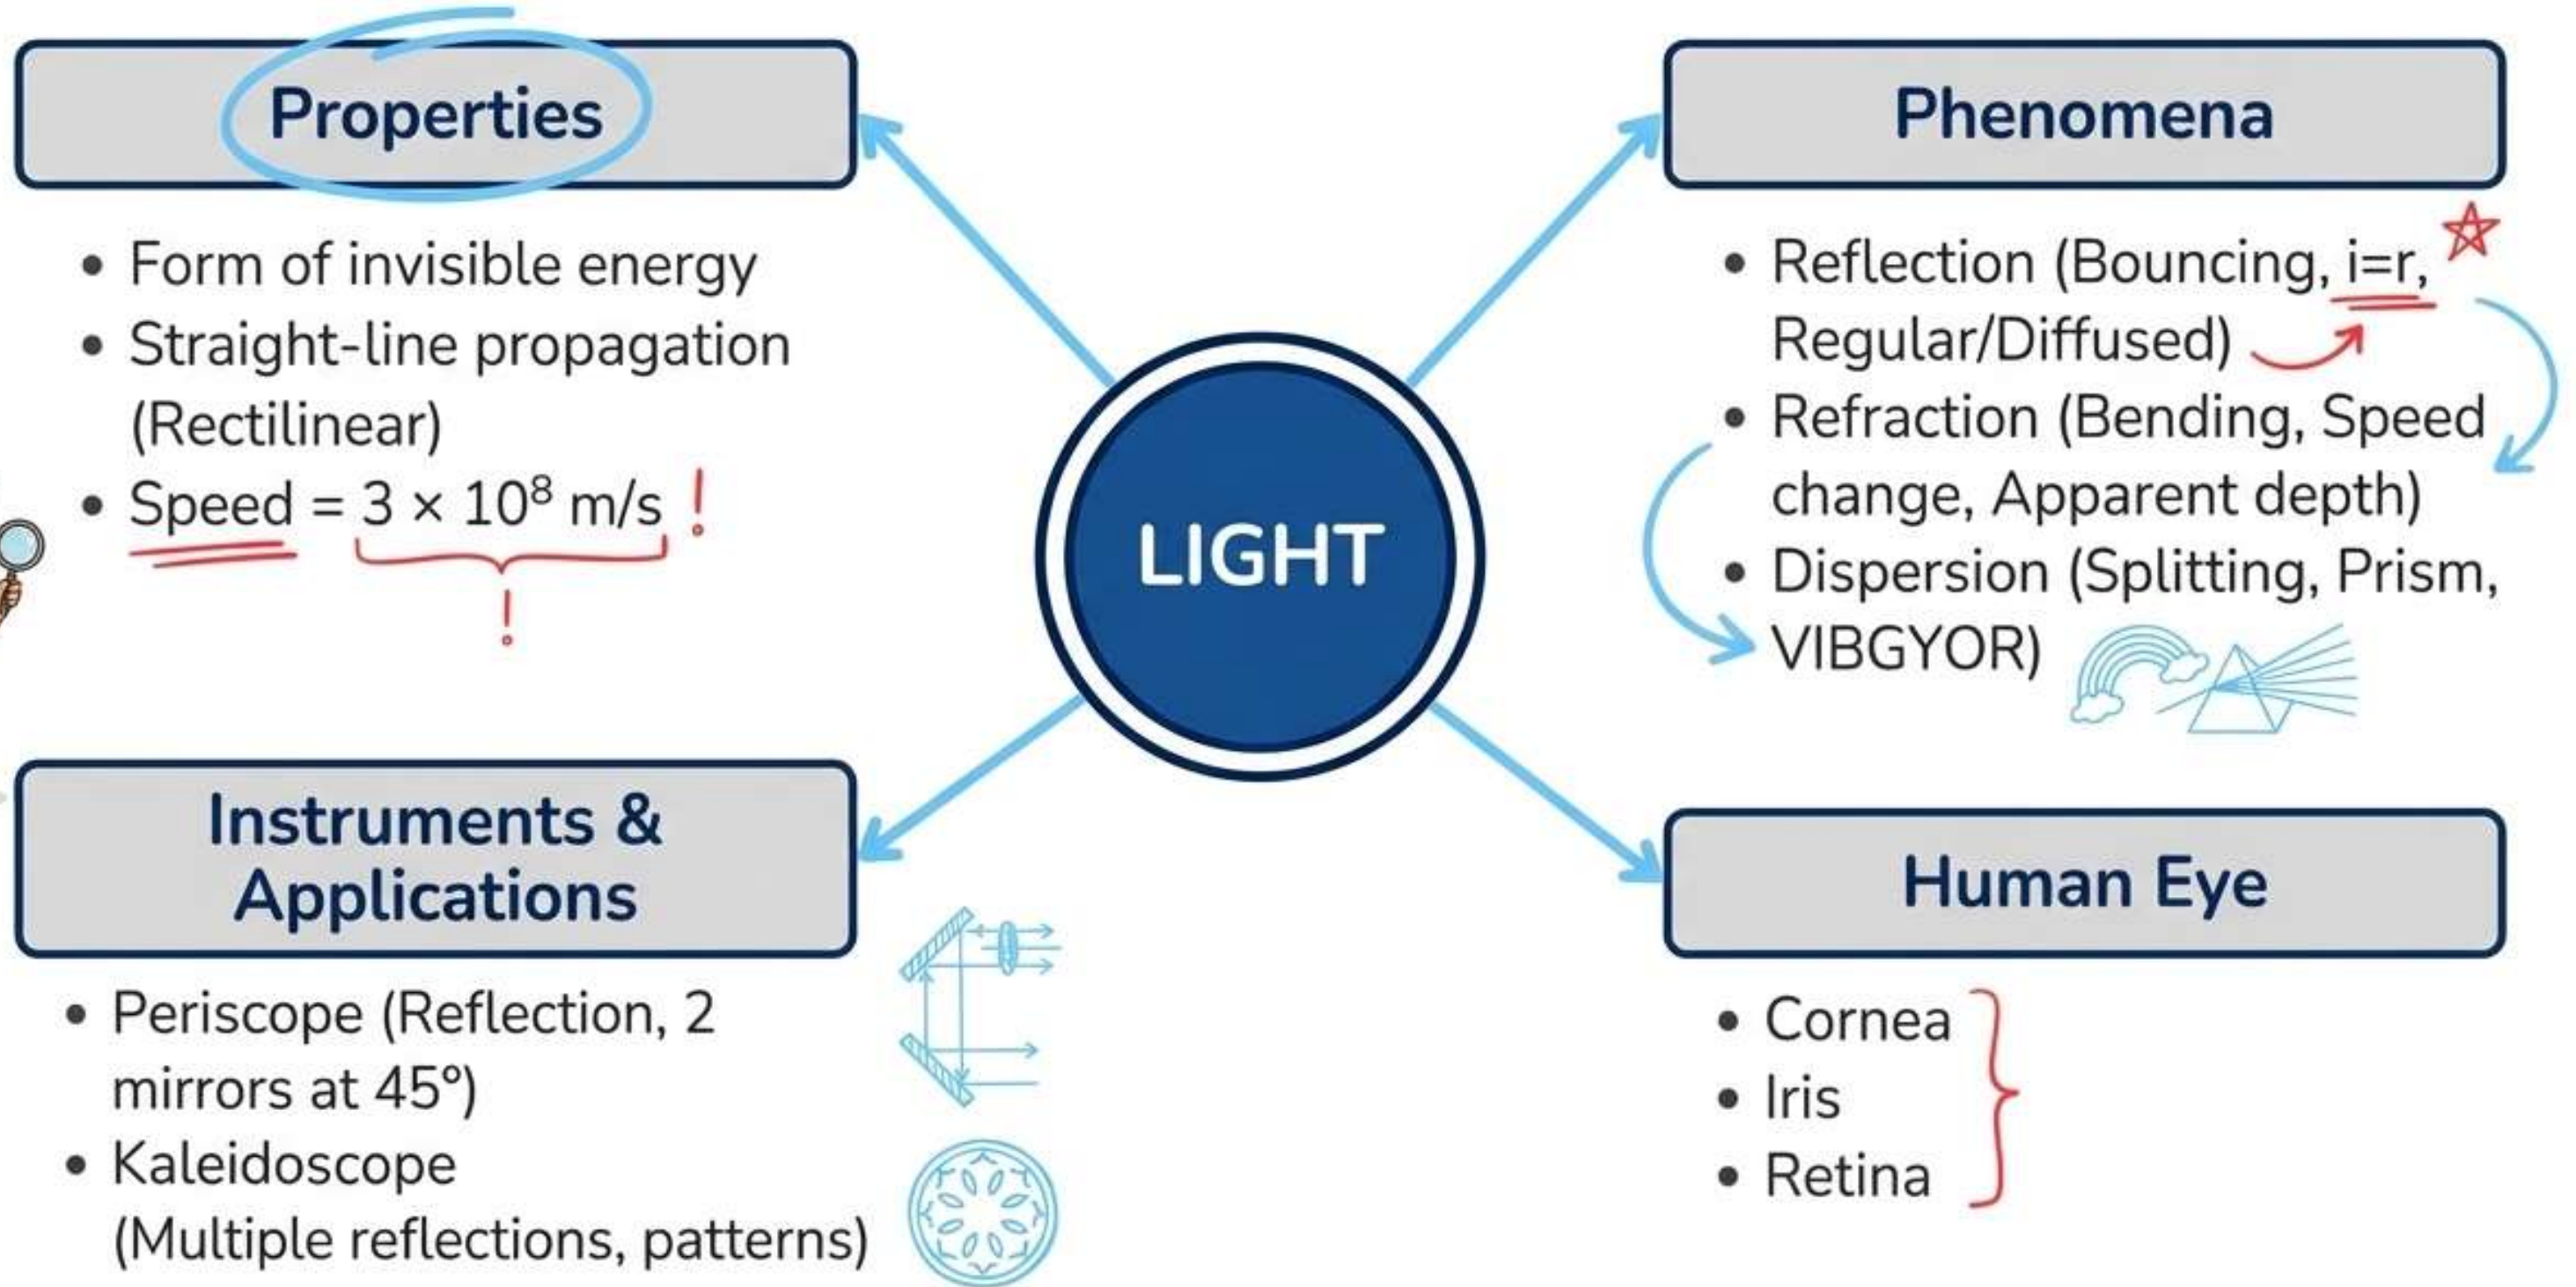 Properties
• Form of invisible energy
• Straight-line propagation
(Rectilinear)
• Speed = 3 × 10⁸ m/s !
!
Phenomena
• Reflection (Bouncing, i=r,
Regular/Diffused)
• Refraction (Bending, Speed
change, Apparent depth)
• Dispersion (Splitting, Prism,
VIBGYOR)
LIGHT
Instruments &
Applications
• Periscope (Reflection, 2
mirrors at 45°)
• Kaleidoscope
(Multiple reflections, patterns)
Human Eye
• Cornea
• Iris
• Retina